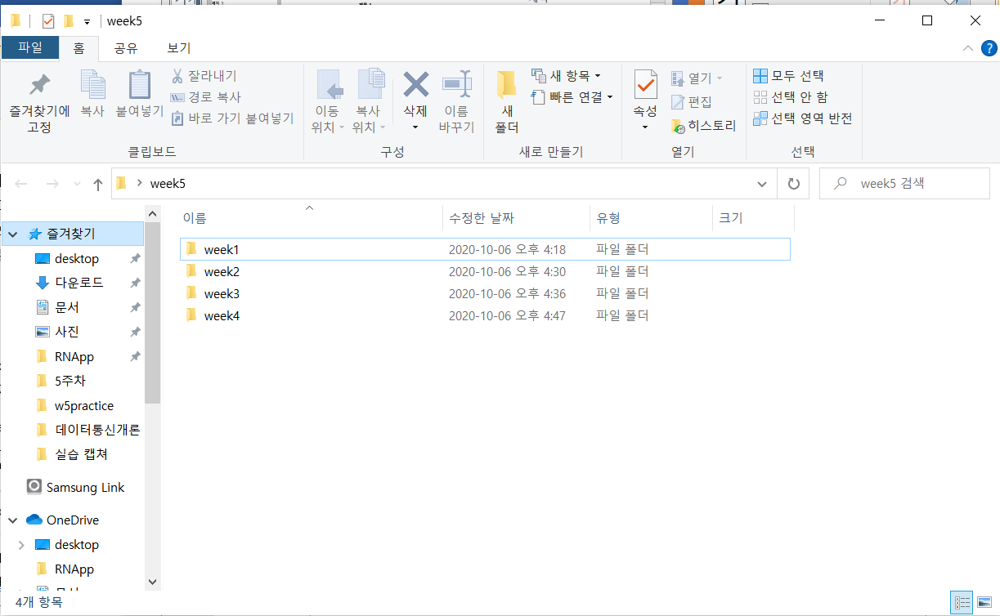 week5
파일 홈 공유 보기
즐겨찾기에 고정
복사
붙여넣기
잘라내기
경로 복사
바로 가기 붙여넣기
클립보드
이동 위치
복사 위치
삭제
이름 바꾸기
구성
새 폴더
새 항목
빠른 연결
새로 만들기
속성
열기
편집
히스토리
열기
모두 선택
선택 안 함
선택 영역 반전
선택
week5
week5 검색
즐겨찾기
desktop
다운로드
문서
사진
RNApp
5주차
w5practice
데이터통신개론
실습 캡쳐
Samsung Link
OneDrive
desktop
RNApp
이름 수정한 날짜 유형 크기
week1 2020-10-06 오후 4:18 파일 폴더
week2 2020-10-06 오후 4:30 파일 폴더
week3 2020-10-06 오후 4:36 파일 폴더
week4 2020-10-06 오후 4:47 파일 폴더
4개 항목